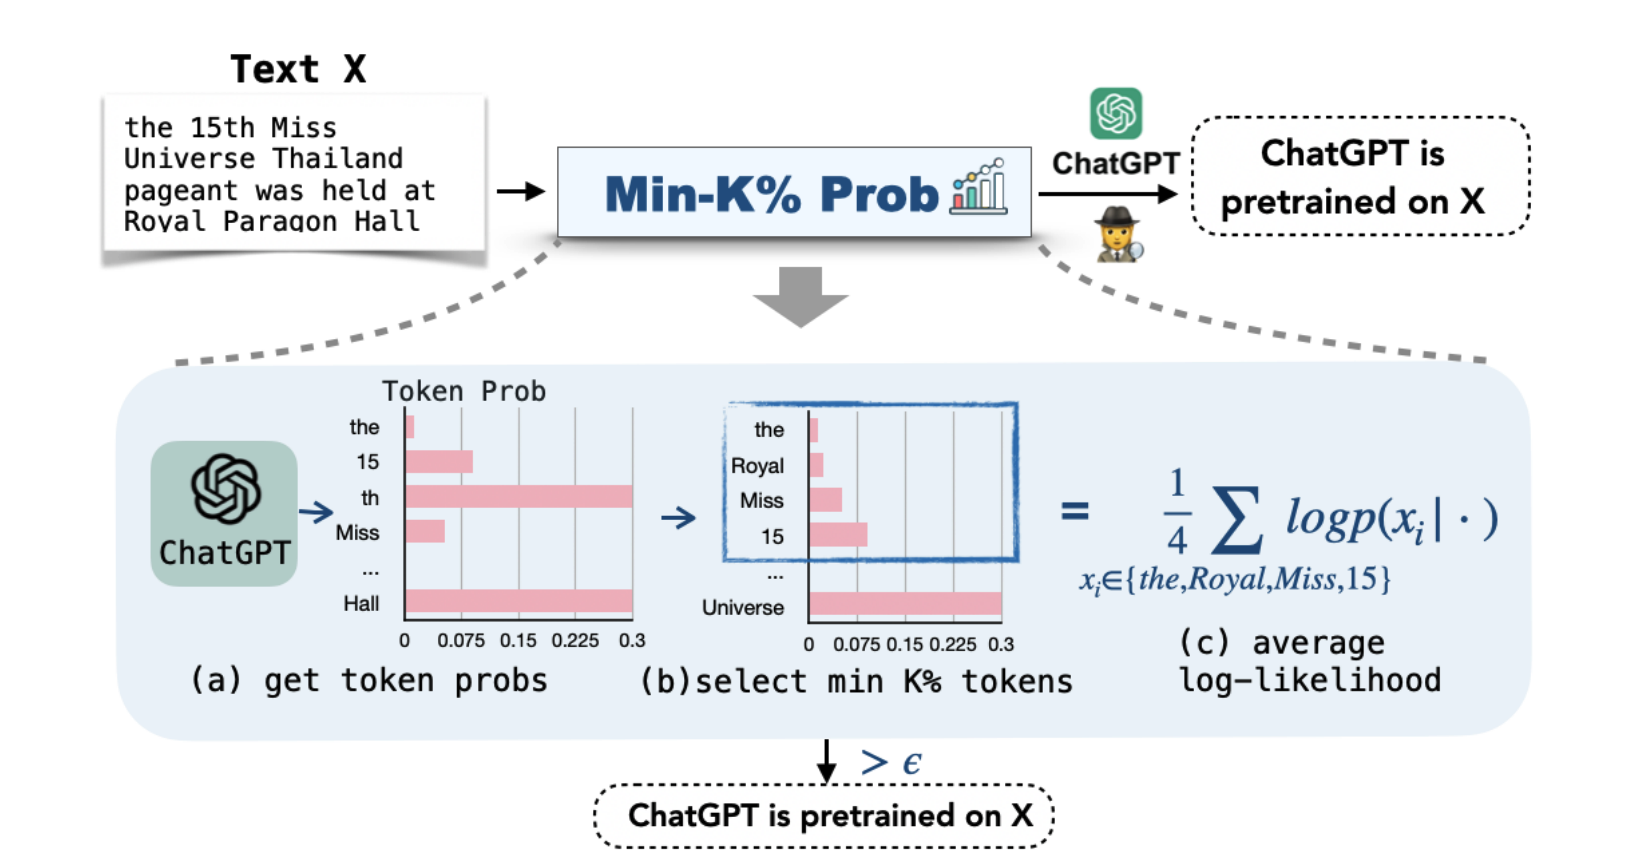 Text X
the 15th Miss
Universe Thailand
pageant was held at
Royal Paragon Hall
Min-K% Prob
ChatGPT
ChatGPT is
pretrained on X
Token Prob
the
15
th
Miss
...
Hall
0 0.075 0.15 0.225 0.3
(a) get token probs
ChatGPT
the
Royal
Miss
15
...
Universe
0 0.075 0.15 0.225 0.3
(b)select min K% tokens
= 1/4 ∑ logp(xᵢ| · )
xᵢ∈{the,Royal,Miss,15}
(c) average
log-likelihood
> ϵ
ChatGPT is pretrained on X